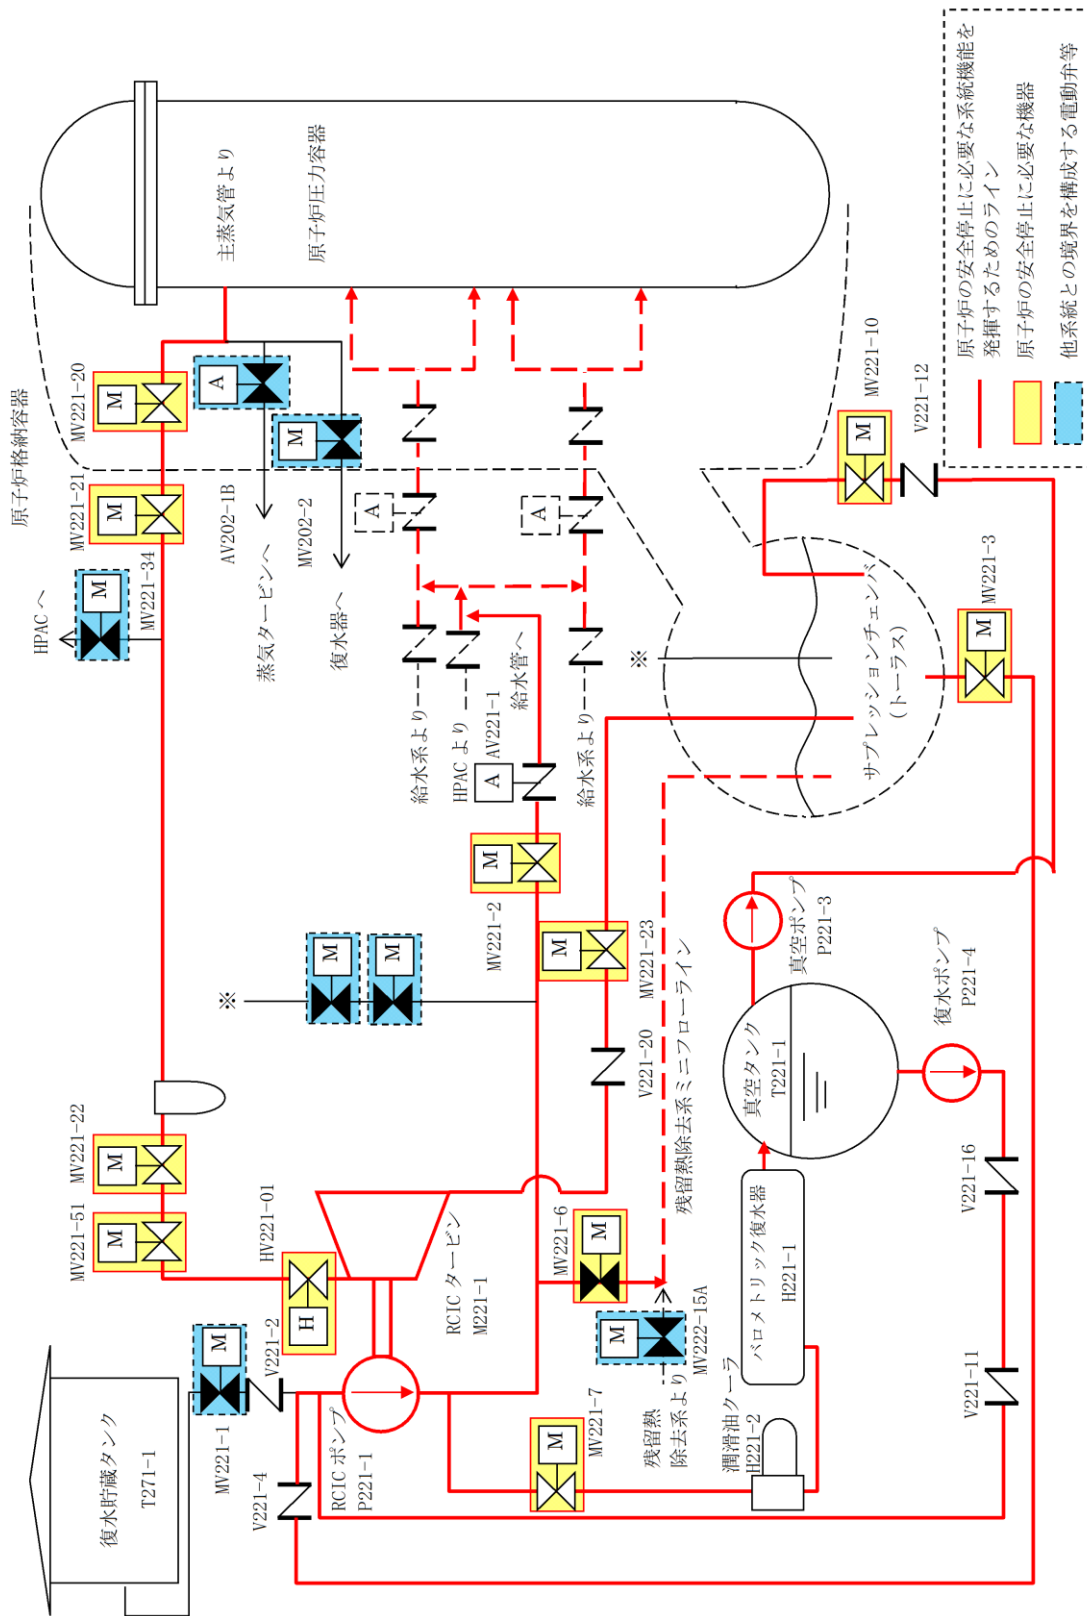 復水貯蔵タンク
T271-1
MV221-1
V221-2
M
V221-4
RCICポンプ
P221-1
MV221-51
M
MV221-22
M
HV221-01
H
RCICタービン
M221-1
HPACへ
M
MV221-34
原子炉格納容器
MV221-21
M
MV221-20
M
主蒸気管より
原子炉圧力容器
A
AV202-1B
蒸気タービンへ
M
MV202-2
復水器へ
※
M
M
給水系より
A
HPACより
給水管へ
AV221-1
A
給水系より
A
MV221-2
M
MV221-23
M
V221-20
MV221-6
M
残留熱除去系ミニフローライン
M
MV222-15A
残留熱
除去系より
MV221-7
M
潤滑油クーラ
H221-2
バロメトリック復水器
H221-1
真空タンク
T221-1
真空ポンプ
P221-3
復水ポンプ
P221-4
V221-16
V221-11
※
サプレッションチェンバ
(トーラス)
MV221-3
M
MV221-10
M
V221-12
原子炉の安全停止に必要な系統機能を
発揮するためのライン
原子炉の安全停止に必要な機器
他系統との境界を構成する電動弁等